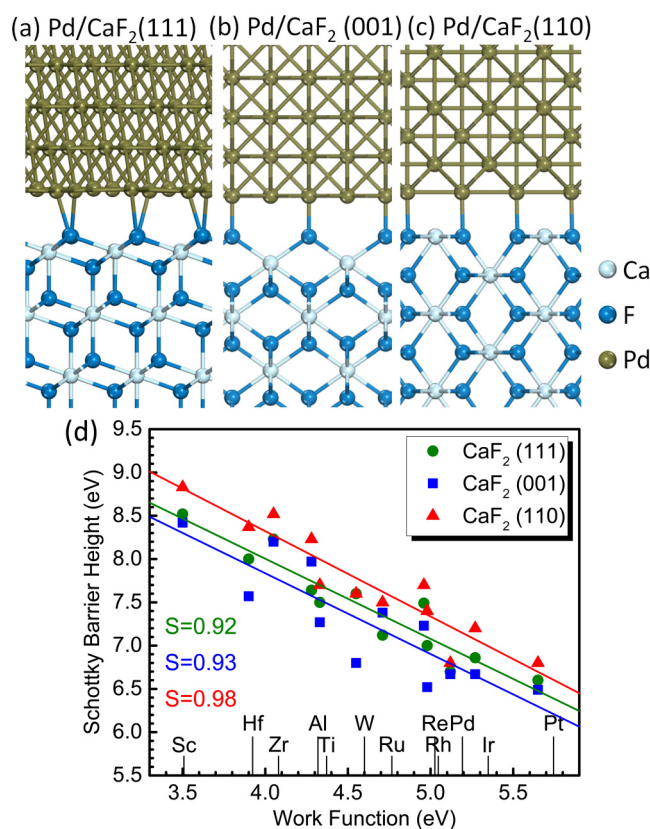 (a) Pd/CaF₂(111) (b) Pd/CaF₂ (001) (c) Pd/CaF₂(110)
Ca
F
Pd
(d)
Schottky Barrier Height (eV)
9.5
9.0
8.5
8.0
7.5
7.0
6.5
6.0
5.5
CaF₂ (111)
CaF₂ (001)
CaF₂ (110)
S=0.92
S=0.93
S=0.98
Sc Hf Zr Al Ti W Ru Re Rh Pd Ir Pt
3.5 4.0 4.5 5.0 5.5
Work Function (eV)